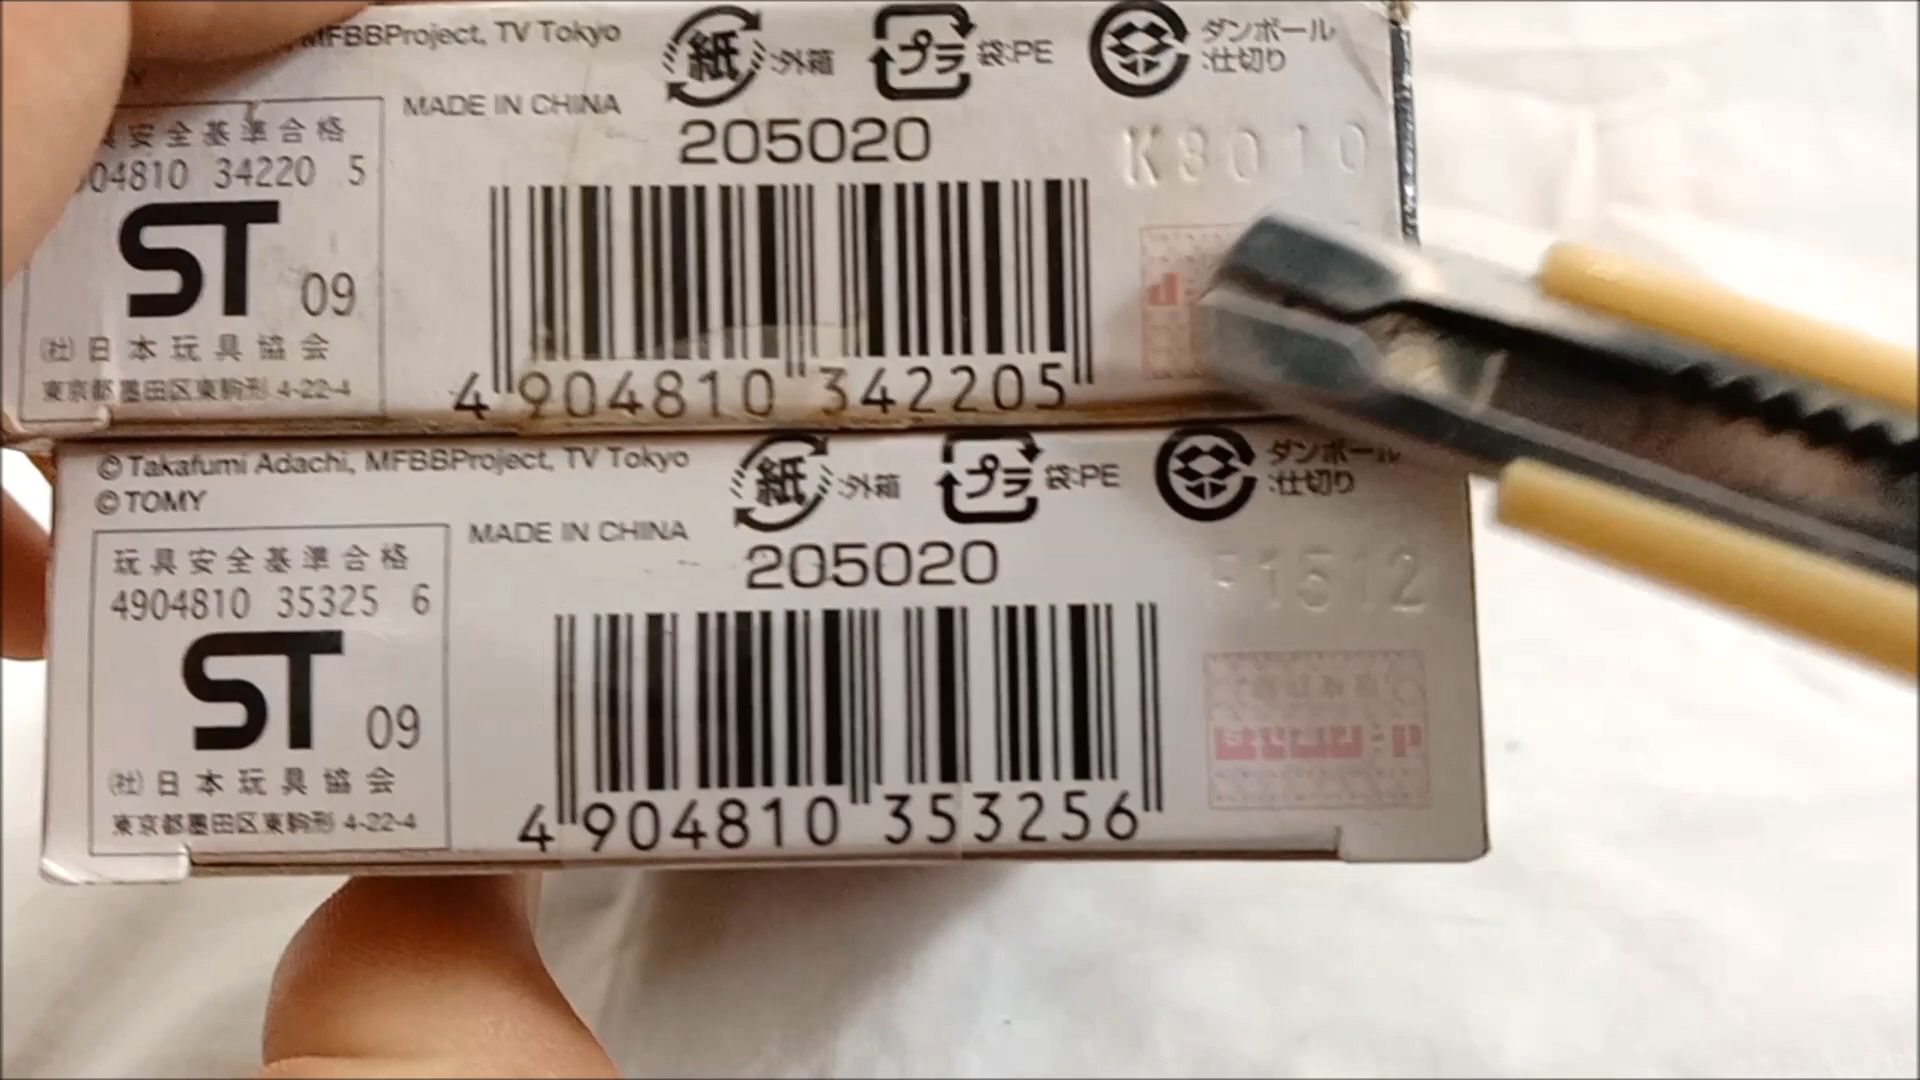 MFBBProject, TV Tokyo
Y
紙 :外箱
プラ 袋:PE
ダンボール
:仕切り
MADE IN CHINA
205020
K8010
安全基準合格
04810 34220 5
ST 09
(社)日本玩具協会
東京都墨田区東駒形 4-22-4
4 904810 342205
©Takafumi Adachi, MFBBProject, TV Tokyo
©TOMY
紙 :外箱
プラ 袋:PE
ダンボール
:仕切り
MADE IN CHINA
205020
1512
玩具安全基準合格
4904810 35325 6
ST 09
(社)日本玩具協会
東京都墨田区東駒形 4-22-4
4 904810 353256